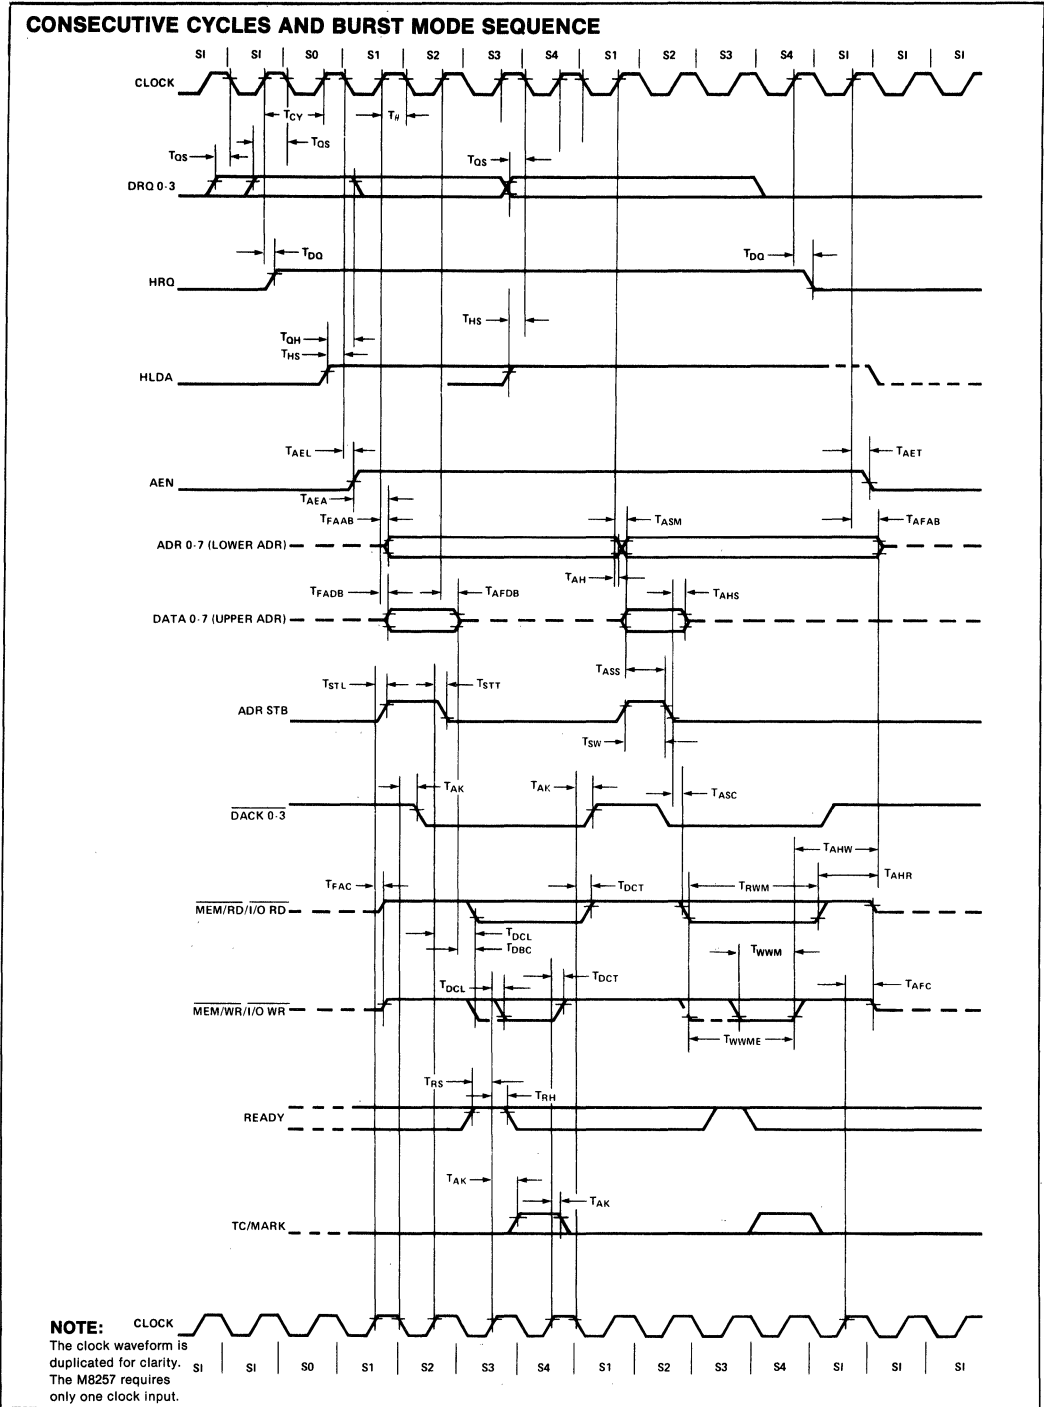 CONSECUTIVE CYCLES AND BURST MODE SEQUENCE
SI | SI | S0 | S1 | S2 | S3 | S4 | S1 | S2 | S3 | S4 | SI | SI | SI
CLOCK
TCY
Tθ
TQS
TQS
TQS
DRQ 0-3
TDQ
TDQ
HRQ
THS
TQH
THS
HLDA
TAEL
TAET
AEN
TAEA
TFAAB
TASM
TAFAB
ADR 0-7 (LOWER ADR)
TAH
TFADB
TAFDB
TAHS
DATA 0-7 (UPPER ADR)
TASS
TSTL
TSTT
ADR STB
TSW
TAK
TAK
TASC
DACK 0-3
TAHW
TAHR
TFAC
TDCT
TRWM
MEM/RD/I/O RD
TDCL
TDBC
TWWM
TDCL
TDCT
TAFC
MEM/WR/I/O WR
TWWME
TRS
TRH
READY
TAK
TAK
TC/MARK
CLOCK
SI | SI | S0 | S1 | S2 | S3 | S4 | S1 | S2 | S3 | S4 | SI | SI | SI
NOTE:
The clock waveform is
duplicated for clarity.
The M8257 requires
only one clock input.